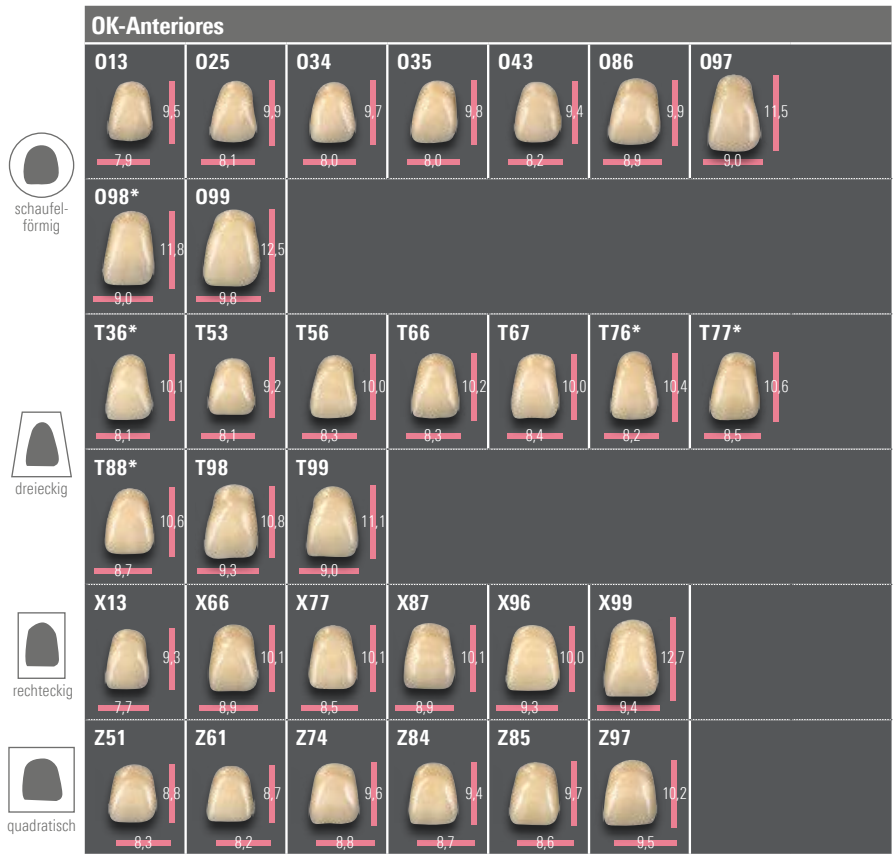 OK-Anteriores
O13 O25 O34 O35 O43 O86 O97
9,5 9,9 9,7 9,8 9,4 9,9 11,5
7,9 8,1 8,0 8,0 8,2 8,9 9,0
schaufel-
förmig
O98* O99
11,8 12,5
9,0 9,8
T36* T53 T56 T66 T67 T76* T77*
10,1 9,2 10,0 10,2 10,0 10,4 10,6
8,1 8,1 8,3 8,3 8,4 8,2 8,5
dreieckig
T88* T98 T99
10,6 10,8 11,1
8,7 9,3 9,0
X13 X66 X77 X87 X96 X99
9,3 10,1 10,1 10,1 10,0 12,7
7,7 8,9 8,5 8,9 9,3 9,4
rechteckig
Z51 Z61 Z74 Z84 Z85 Z97
8,8 8,7 9,6 9,4 9,7 10,2
8,3 8,2 8,8 8,7 8,6 9,5
quadratisch